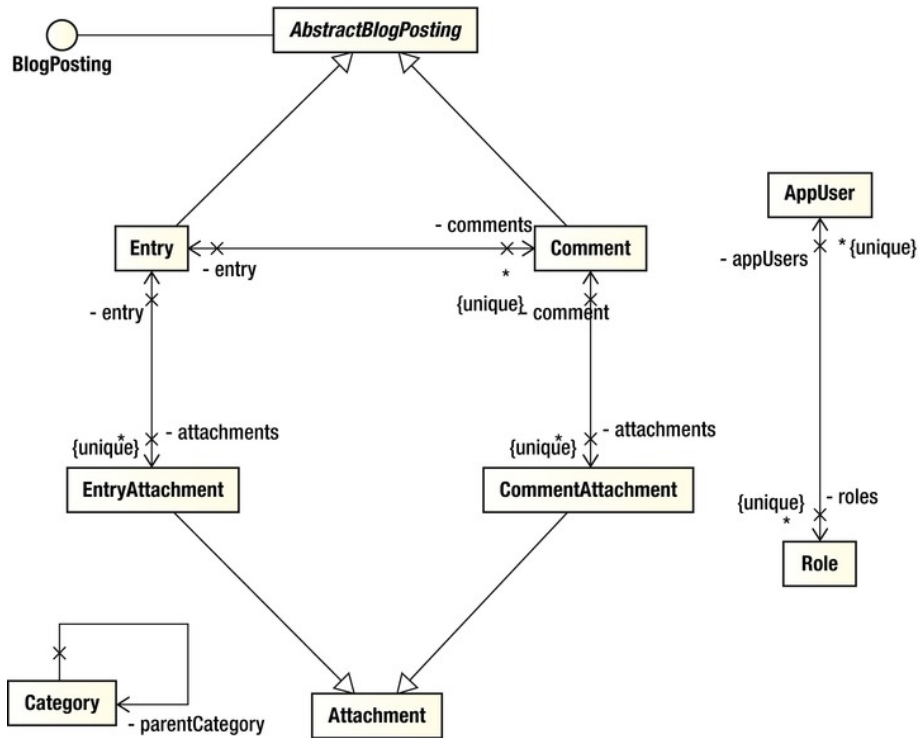 AbstractBlogPosting
BlogPosting
AppUser
- comments
Entry
Comment
* {unique}
- appUsers
- entry
*
{unique}
- comment
- entry
- attachments
*
{unique}
- attachments
*
{unique}
EntryAttachment
CommentAttachment
{unique}
- roles
*
Role
Category
- parentCategory
Attachment